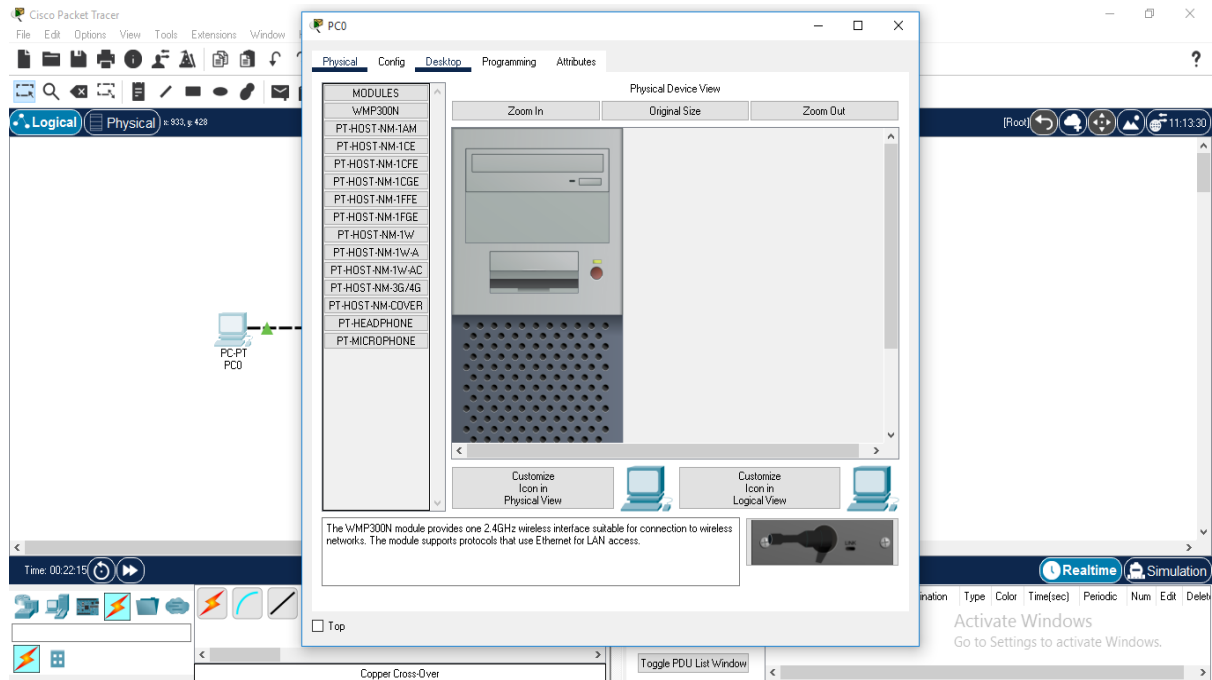 Cisco Packet Tracer
File Edit Options View Tools Extensions Window
?
Logical
Physical
x: 933, y: 428
[Root]
11:13:30
PC-PT
PC0
PC0
Physical Config Desktop Programming Attributes
MODULES
WMP300N
PT-HOST-NM-1AM
PT-HOST-NM-1CE
PT-HOST-NM-1CFE
PT-HOST-NM-1CGE
PT-HOST-NM-1FFE
PT-HOST-NM-1FGE
PT-HOST-NM-1W
PT-HOST-NM-1W-A
PT-HOST-NM-1W-AC
PT-HOST-NM-3G/4G
PT-HOST-NM-COVER
PT-HEADPHONE
PT-MICROPHONE
Physical Device View
Zoom In Original Size Zoom Out
Customize
Icon in
Physical View
Customize
Icon in
Logical View
The WMP300N module provides one 2.4GHz wireless interface suitable for connection to wireless
networks. The module supports protocols that use Ethernet for LAN access.
Top
Time: 00:22:15
Realtime Simulation
ination Type Color Time(sec) Periodic Num Edit Delet
Activate Windows
Go to Settings to activate Windows.
Copper Cross-Over
Toggle PDU List Window